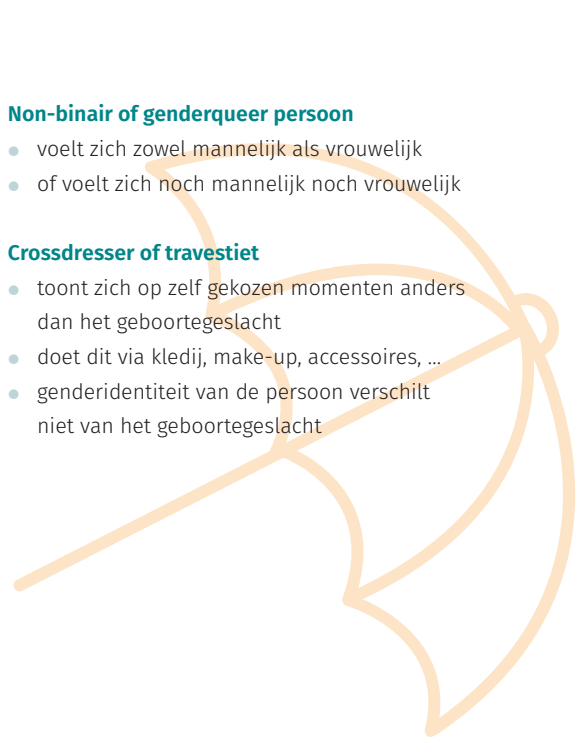 Non-binair of genderqueer persoon
● voelt zich zowel mannelijk als vrouwelijk
● of voelt zich noch mannelijk noch vrouwelijk
Crossdresser of travestiet
● toont zich op zelf gekozen momenten anders
dan het geboortegeslacht
● doet dit via kledij, make-up, accessoires, ...
● genderidentiteit van de persoon verschilt
niet van het geboortegeslacht